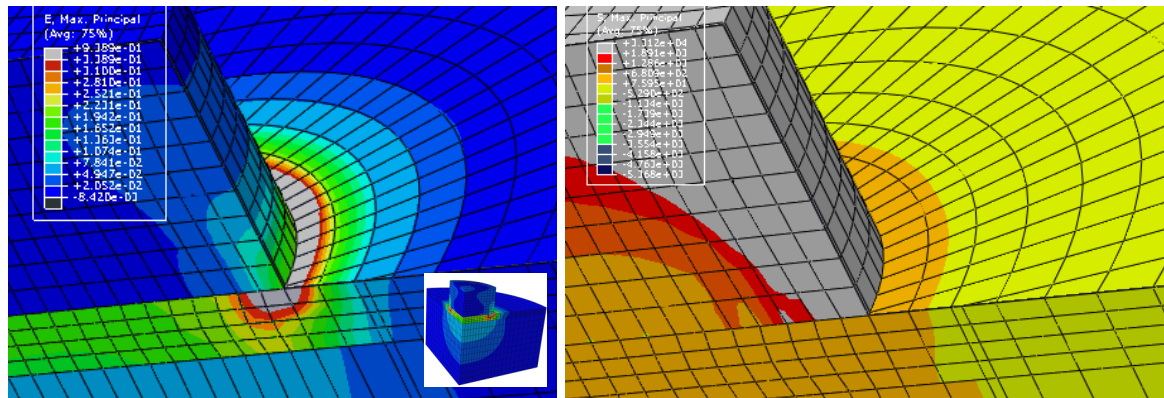 E, Max. Principal
(Avg: 75%)
+9.389e-01
+3.389e-01
+3.100e-01
+2.810e-01
+2.521e-01
+2.231e-01
+1.942e-01
+1.652e-01
+1.363e-01
+1.074e-01
+7.841e-02
+4.947e-02
+2.052e-02
-8.420e-03
S, Max. Principal
(Avg: 75%)
+3.312e+04
+1.891e+03
+1.286e+03
+6.809e+02
+7.595e+01
-5.290e+02
-1.134e+03
-1.739e+03
-2.344e+03
-2.949e+03
-3.554e+03
-4.158e+03
-4.763e+03
-5.368e+03